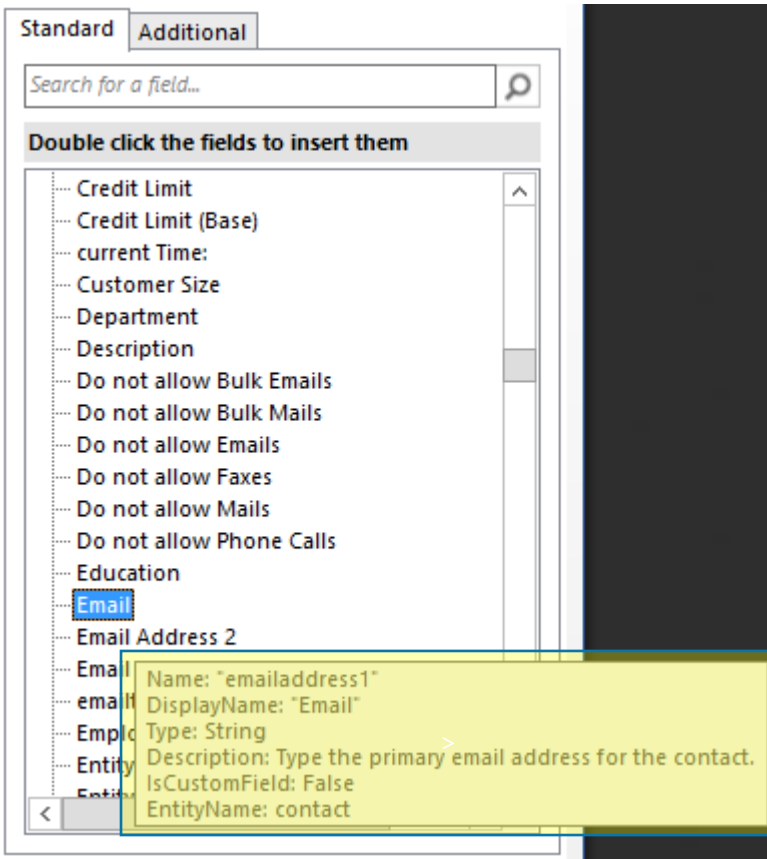 Standard Additional
Search for a field...
Double click the fields to insert them
Credit Limit
Credit Limit (Base)
current Time:
Customer Size
Department
Description
Do not allow Bulk Emails
Do not allow Bulk Mails
Do not allow Emails
Do not allow Faxes
Do not allow Mails
Do not allow Phone Calls
Education
Email
Email Address 2
Email
Name: "emailaddress1"
DisplayName: "Email"
Type: String
Description: Type the primary email address for the contact.
IsCustomField: False
EntityName: contact
Entity